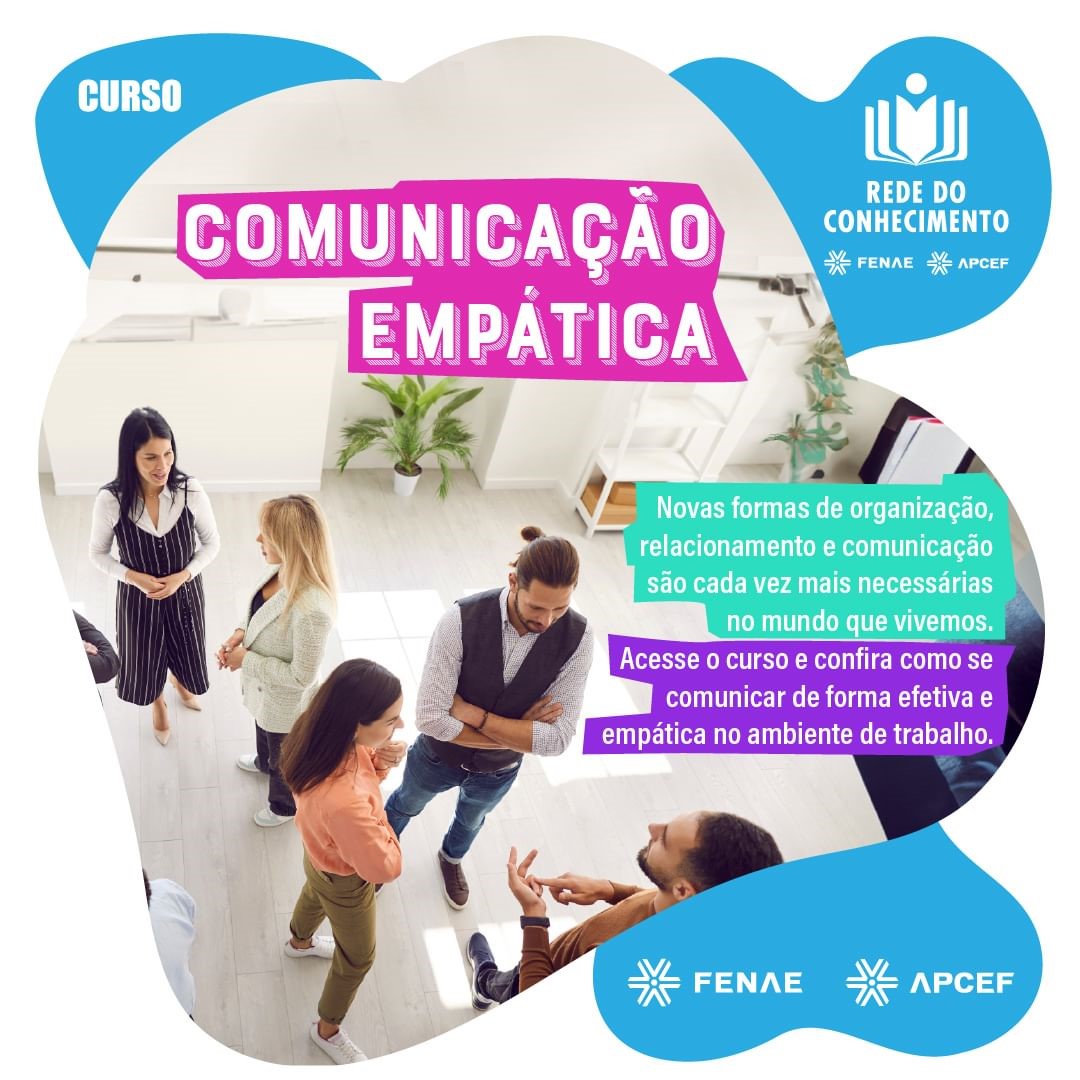 CURSO
REDE DO
CONHECIMENTO
FENAE APCEF
COMUNICAÇÃO
EMPÁTICA
Novas formas de organização,
relacionamento e comunicação
são cada vez mais necessárias
no mundo que vivemos.
Acesse o curso e confira como se
comunicar de forma efetiva e
empática no ambiente de trabalho.
FENAE APCEF